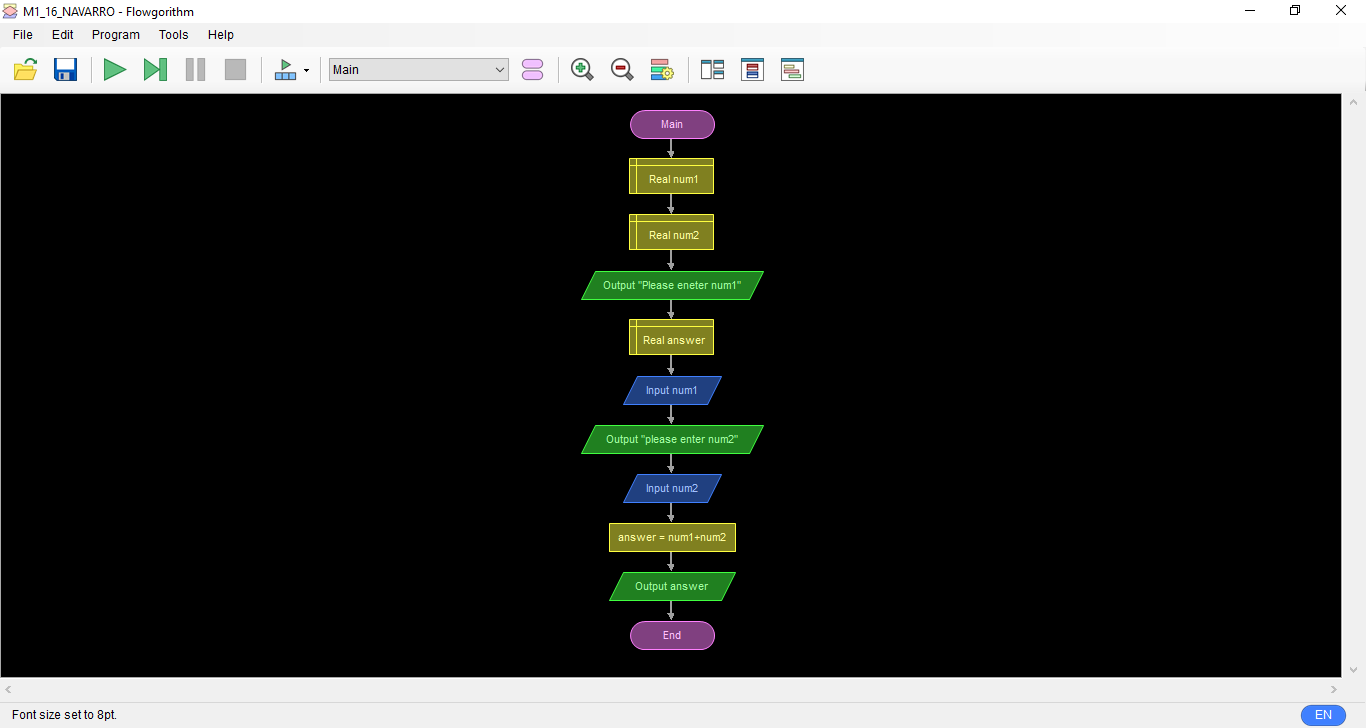 M1_16_NAVARRO - Flowgorithm
File Edit Program Tools Help
Main
Main
Real num1
Real num2
Output "Please eneter num1"
Real answer
Input num1
Output "please enter num2"
Input num2
answer = num1+num2
Output answer
End
Font size set to 8pt.
EN